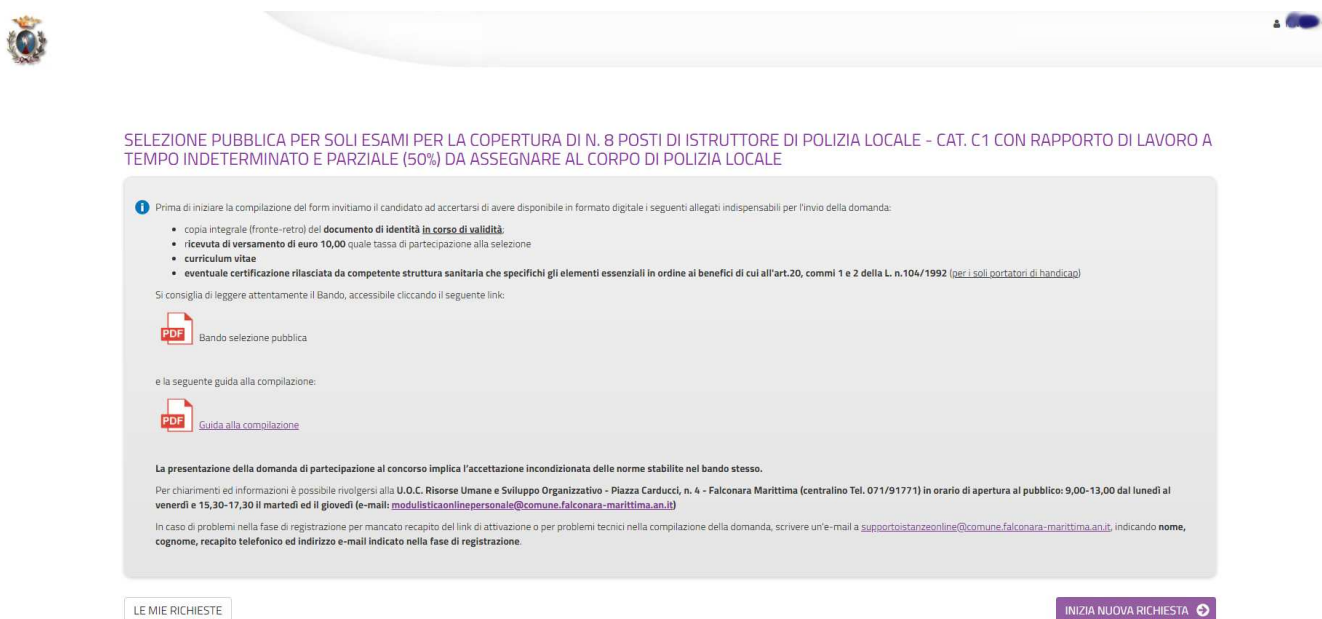 SELEZIONE PUBBLICA PER SOLI ESAMI PER LA COPERTURA DI N. 8 POSTI DI ISTRUTTORE DI POLIZIA LOCALE - CAT. C1 CON RAPPORTO DI LAVORO A
TEMPO INDETERMINATO E PARZIALE (50%) DA ASSEGNARE AL CORPO DI POLIZIA LOCALE
Prima di iniziare la compilazione del form invitiamo il candidato ad accertarsi di avere disponibile in formato digitale i seguenti allegati indispensabili per l'invio della domanda:
• copia integrale (fronte-retro) del documento di identità in corso di validità;
• ricevuta di versamento di euro 10,00 quale tassa di partecipazione alla selezione
• curriculum vitae
• eventuale certificazione rilasciata da competente struttura sanitaria che specifichi gli elementi essenziali in ordine ai benefici di cui all'art.20, commi 1 e 2 della L. n.104/1992 (per i soli portatori di handicap)
Si consiglia di leggere attentamente il Bando, accessibile cliccando il seguente link:
PDF Bando selezione pubblica
e la seguente guida alla compilazione:
PDF Guida alla compilazione
La presentazione della domanda di partecipazione al concorso implica l'accettazione incondizionata delle norme stabilite nel bando stesso.
Per chiarimenti ed informazioni è possibile rivolgersi alla U.O.C. Risorse Umane e Sviluppo Organizzativo - Piazza Carducci, n. 4 - Falconara Marittima (centralino Tel. 071/91771) in orario di apertura al pubblico: 9,00-13,00 dal lunedì al
venerdì e 15,30-17,30 il martedì ed il giovedì (e-mail: modulisticaonlinepersonale@comune.falconara-marittima.an.it)
In caso di problemi nella fase di registrazione per mancato recapito del link di attivazione o per problemi tecnici nella compilazione della domanda, scrivere un'e-mail a supportoistanzeonline@comune.falconara-marittima.an.it, indicando nome,
cognome, recapito telefonico ed indirizzo e-mail indicato nella fase di registrazione.
LE MIE RICHIESTE
INIZIA NUOVA RICHIESTA